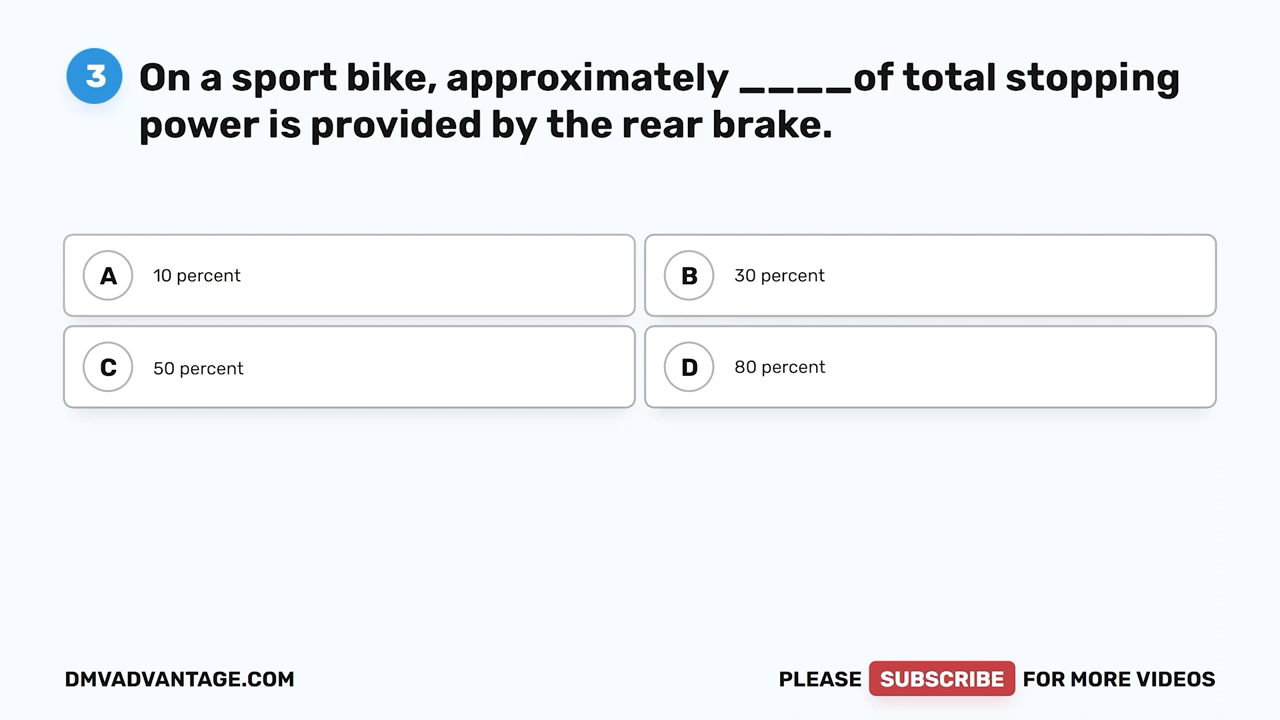 3
On a sport bike, approximately ____of total stopping
power is provided by the rear brake.
A 10 percent
B 30 percent
C 50 percent
D 80 percent
DMVADVANTAGE.COM
PLEASE SUBSCRIBE FOR MORE VIDEOS